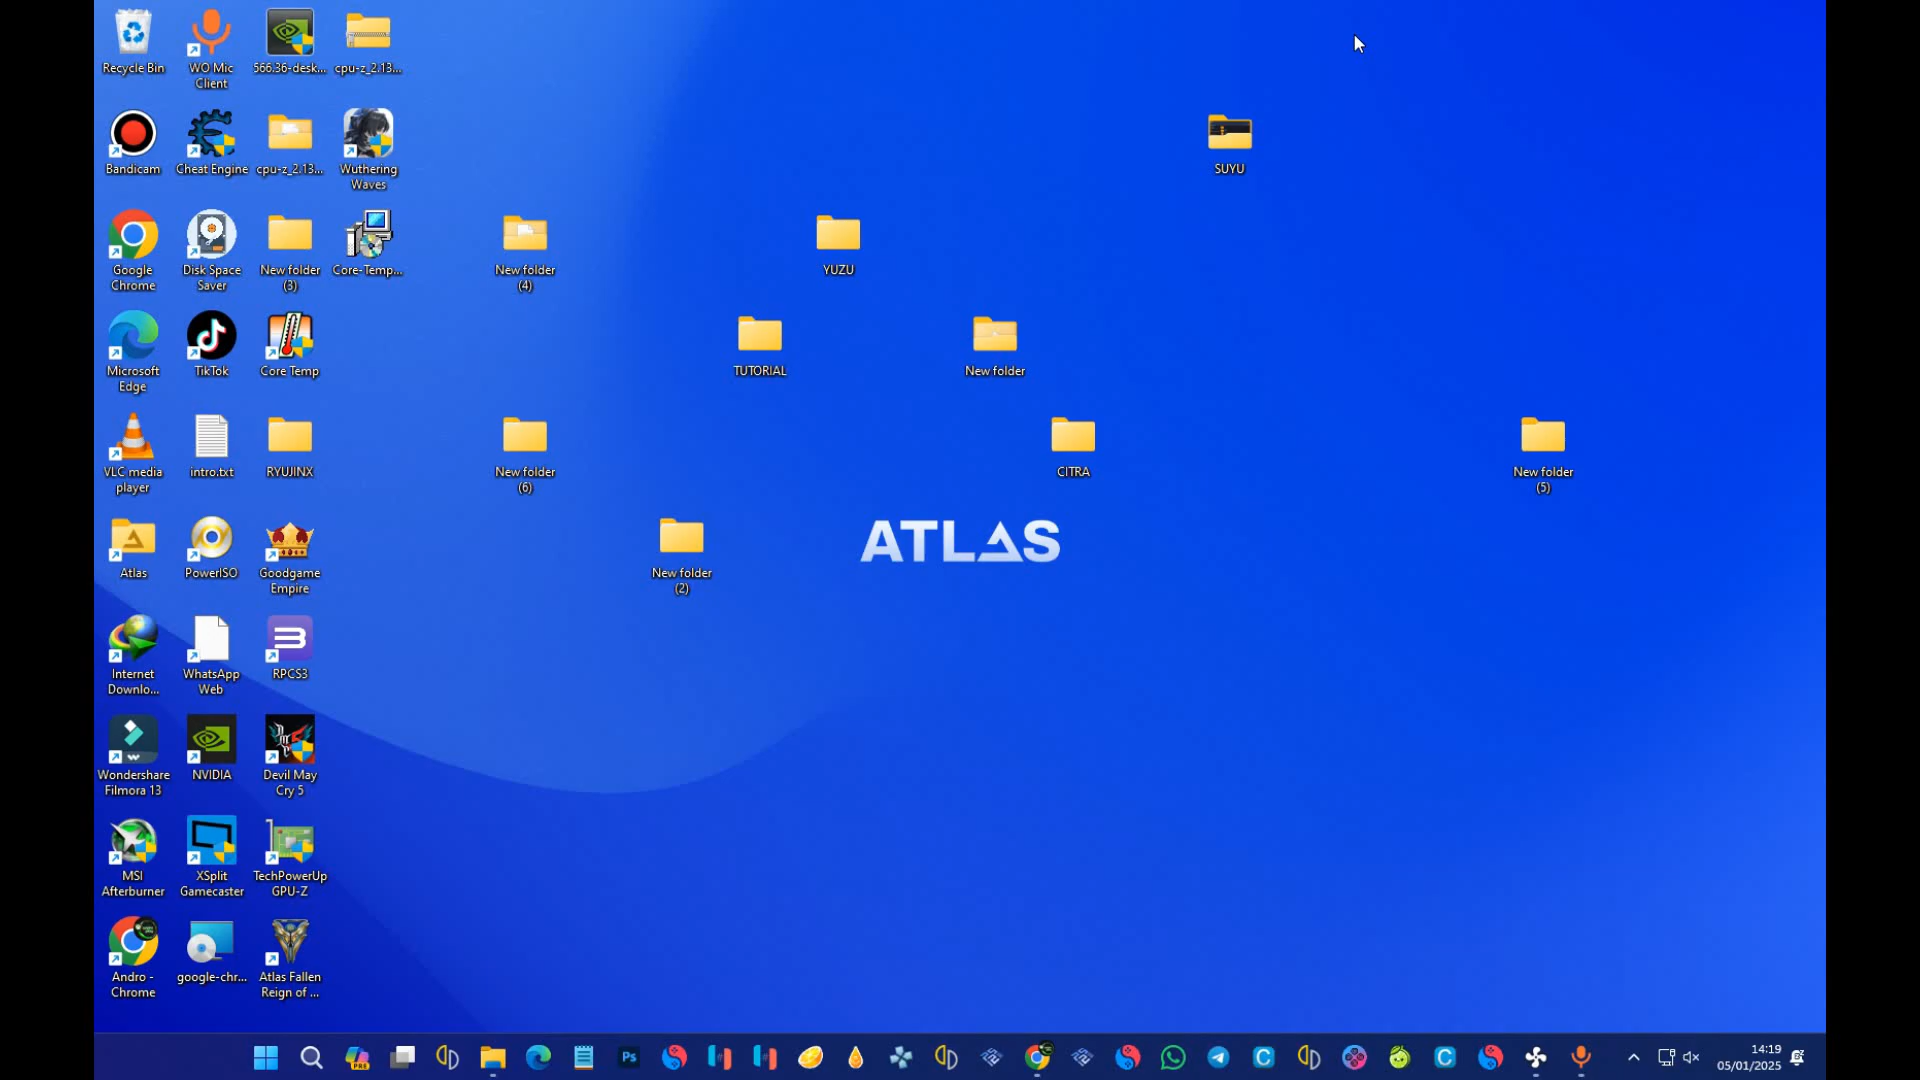 Recycle Bin
WO Mic
Client
566.36-desk...
cpu-z_2.13...
Bandicam
Cheat Engine
cpu-z_2.13...
Wuthering
Waves
SUYU
Google
Chrome
Disk Space
Saver
New folder
(3)
Core-Temp...
New folder
(4)
YUZU
Microsoft
Edge
TikTok
Core Temp
TUTORIAL
New folder
VLC media
player
intro.txt
RYUJINX
New folder
(6)
CITRA
New folder
(5)
Atlas
PowerISO
Goodgame
Empire
New folder
(2)
ATLAS
Internet
Downlo...
WhatsApp
Web
RPCS3
Wondershare
Filmora 13
NVIDIA
Devil May
Cry 5
MSI
Afterburner
XSplit
Gamecaster
TechPowerUp
GPU-Z
Andro -
Chrome
google-chr...
Atlas Fallen
Reign of ...
PRE
Ps
14:19
05/01/2025